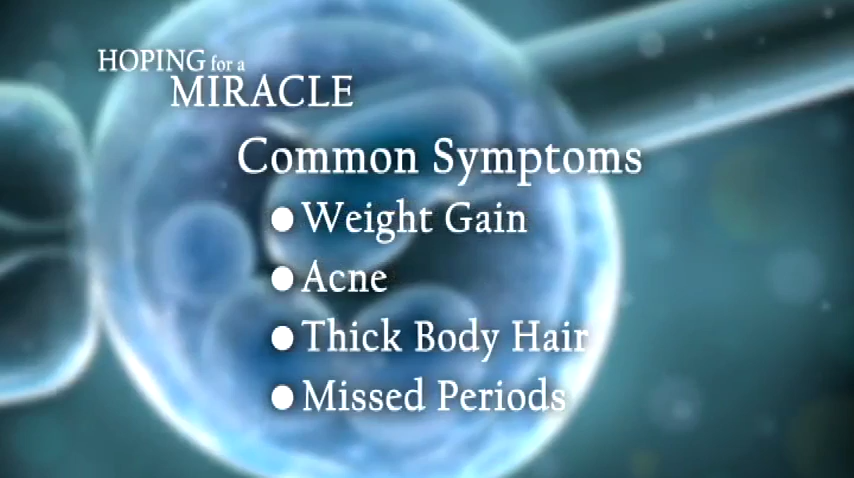 HOPING for a
MIRACLE
Common Symptoms
● Weight Gain
● Acne
● Thick Body Hair
● Missed Periods